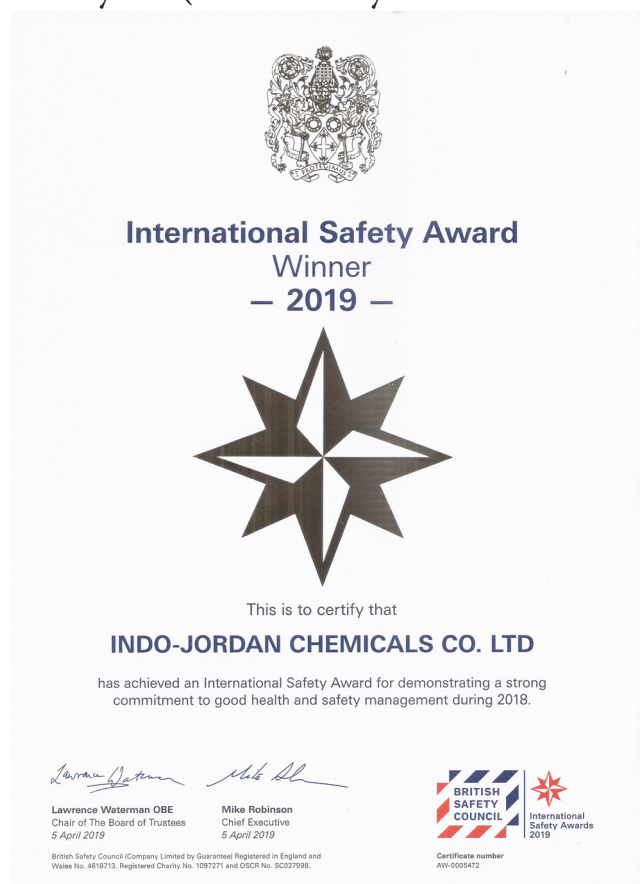 PROTEGIMUS
International Safety Award
Winner
— 2019 —
This is to certify that
INDO-JORDAN CHEMICALS CO. LTD
has achieved an International Safety Award for demonstrating a strong
commitment to good health and safety management during 2018.
Lawrence Waterman OBE
Chair of The Board of Trustees
5 April 2019
Mike Robinson
Chief Executive
5 April 2019
British Safety Council (Company Limited by Guarantee) Registered in England and
Wales No. 4618713. Registered Charity No. 1097271 and OSCR No. SC037998.
BRITISH
SAFETY
COUNCIL
International
Safety Awards
2019
Certificate number
AW-0005472